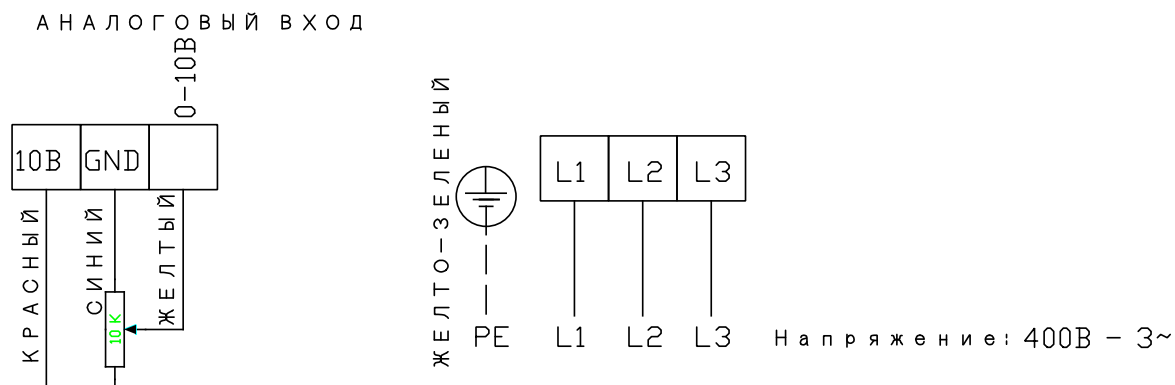 АНАЛОГОВЫЙ ВХОД
0-10В
10В GND
КРАСНЫЙ
СИНИЙ
ЖЕЛТЫЙ
10 К
ЖЕЛТО-ЗЕЛЕНЫЙ
L1 L2 L3
PE L1 L2 L3 Напряжение: 400В - 3~